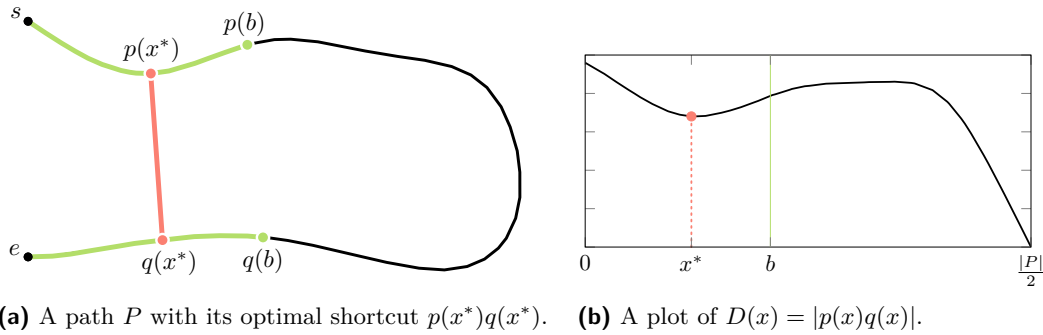 s
p(b)
p(x*)
e
q(x*)
q(b)
0
x*
b
|P|
2
(a) A path P with its optimal shortcut p(x*)q(x*).
(b) A plot of D(x) = |p(x)q(x)|.